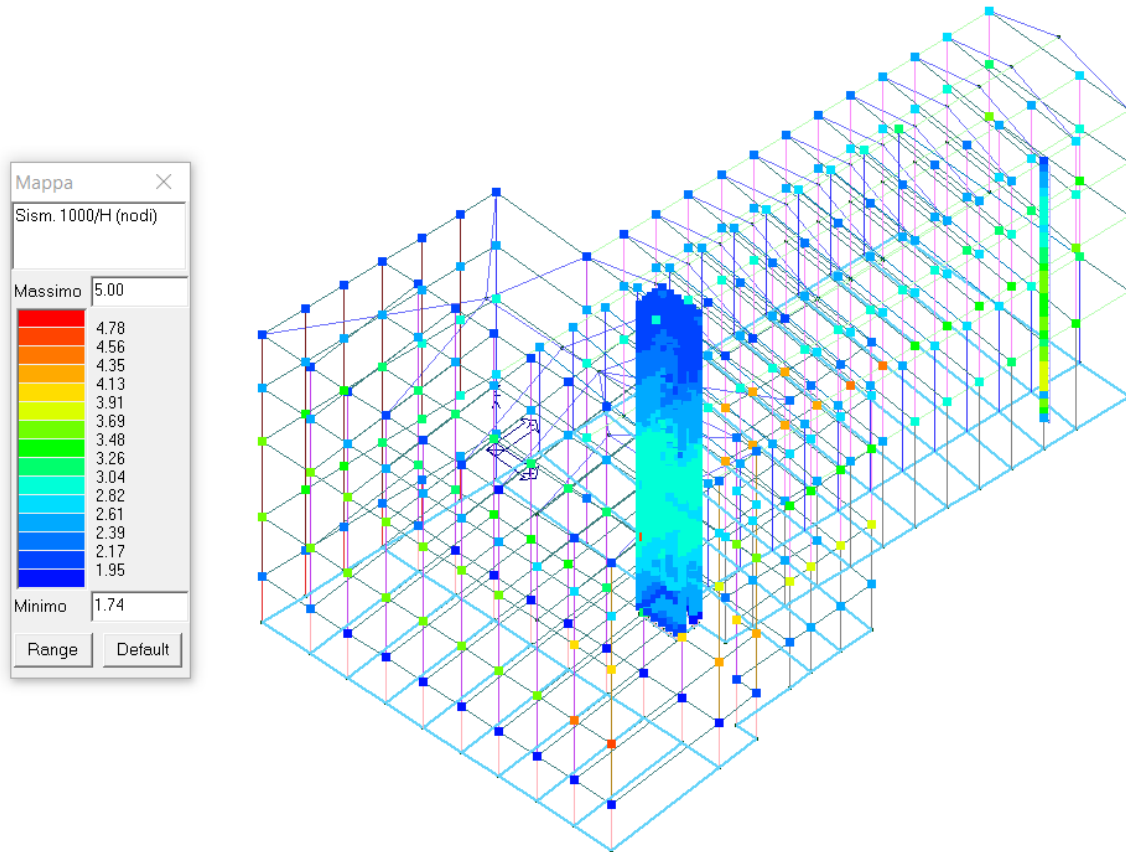 Mappa
Sism. 1000/H (nodi)
Massimo 5.00
4.78
4.56
4.35
4.13
3.91
3.69
3.48
3.26
3.04
2.82
2.61
2.39
2.17
1.95
Minimo 1.74
Range Default